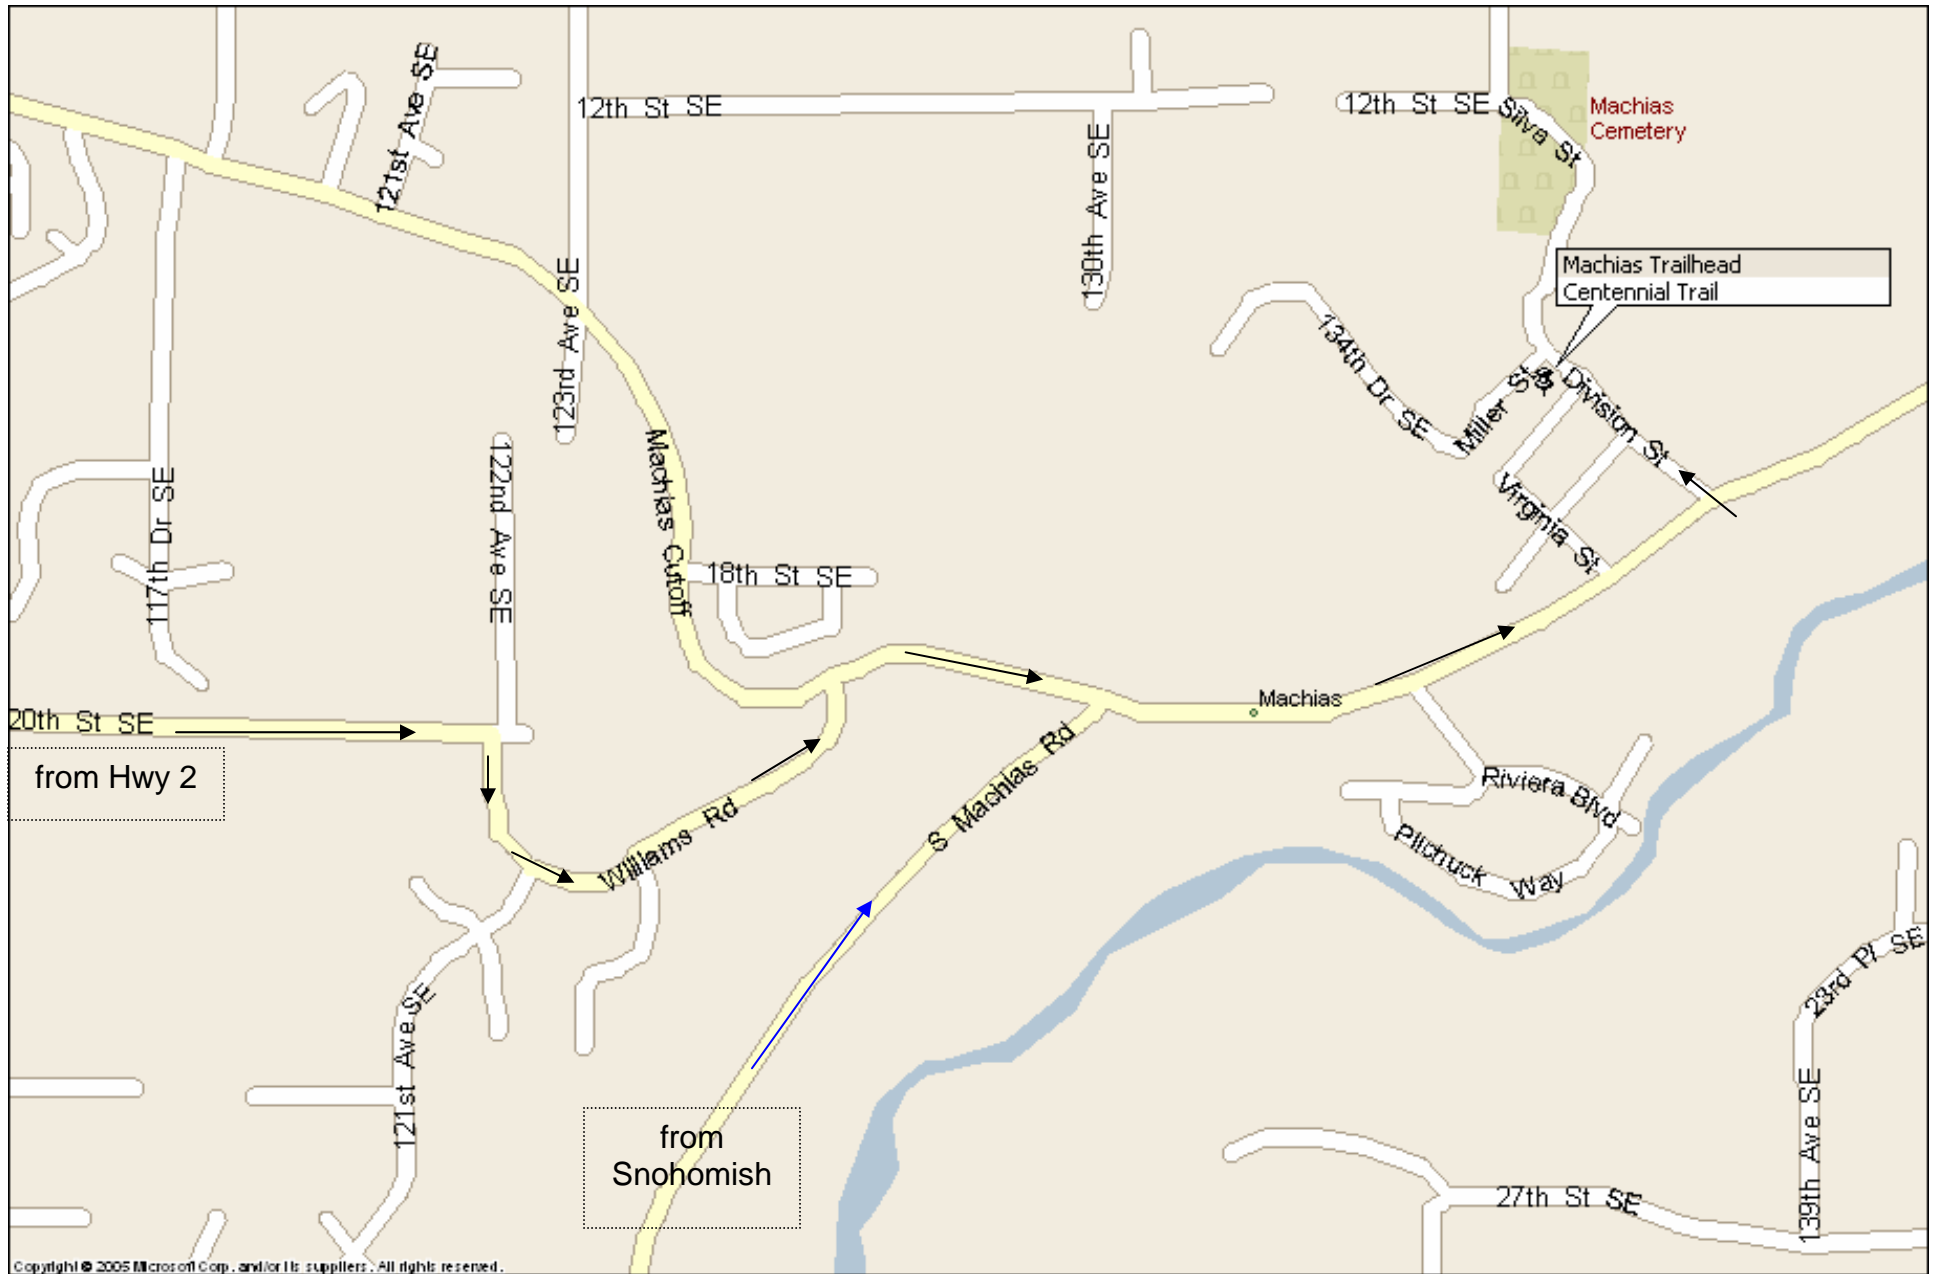 121st Ave SE
12th St SE
12th St SE
Silva St
Machias
Cemetery
130th Ave SE
123rd Ave SE
Machias Trailhead
Centennial Trail
134th Dr SE
Miller St
Division St
Virginia St
Machias Cutoff
122nd Ave SE
117th Dr SE
18th St SE
20th St SE
from Hwy 2
Machias
S Machias Rd
Williams Rd
Riviera Blvd
Pilchuck Way
23rd Pl SE
121st Ave SE
from
Snohomish
139th Ave SE
27th St SE
Copyright © 2005 Microsoft Corp. and/or its suppliers. All rights reserved.